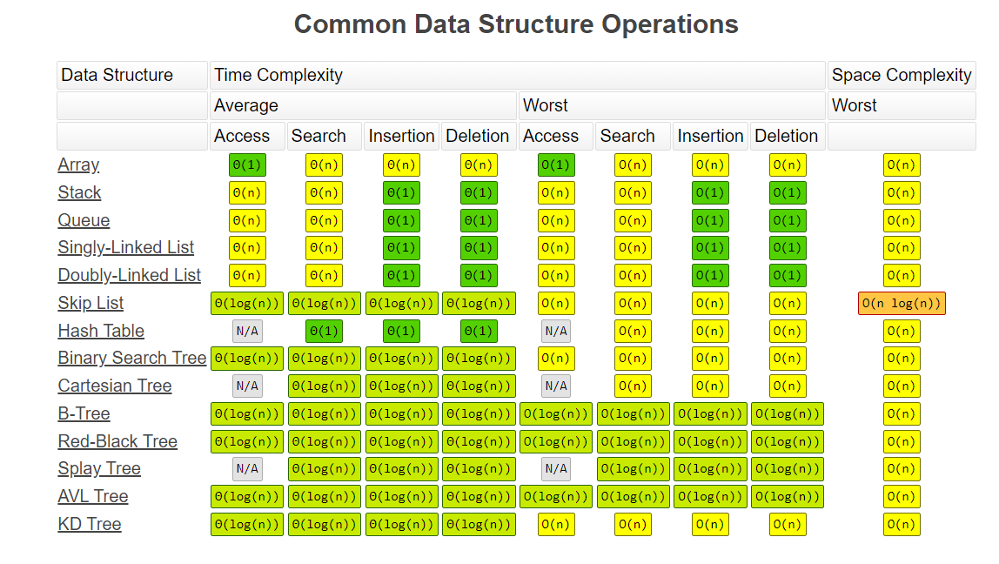 Common Data Structure Operations
Data Structure Time Complexity Space Complexity
Average Worst Worst
Access Search Insertion Deletion Access Search Insertion Deletion
Array Θ(1) Θ(n) Θ(n) Θ(n) O(1) O(n) O(n) O(n) O(n)
Stack Θ(n) Θ(n) Θ(1) Θ(1) O(n) O(n) O(1) O(1) O(n)
Queue Θ(n) Θ(n) Θ(1) Θ(1) O(n) O(n) O(1) O(1) O(n)
Singly-Linked List Θ(n) Θ(n) Θ(1) Θ(1) O(n) O(n) O(1) O(1) O(n)
Doubly-Linked List Θ(n) Θ(n) Θ(1) Θ(1) O(n) O(n) O(1) O(1) O(n)
Skip List Θ(log(n)) Θ(log(n)) Θ(log(n)) Θ(log(n)) O(n) O(n) O(n) O(n) O(n log(n))
Hash Table N/A Θ(1) Θ(1) Θ(1) N/A O(n) O(n) O(n) O(n)
Binary Search Tree Θ(log(n)) Θ(log(n)) Θ(log(n)) Θ(log(n)) O(n) O(n) O(n) O(n) O(n)
Cartesian Tree N/A Θ(log(n)) Θ(log(n)) Θ(log(n)) N/A O(n) O(n) O(n) O(n)
B-Tree Θ(log(n)) Θ(log(n)) Θ(log(n)) Θ(log(n)) O(log(n)) O(log(n)) O(log(n)) O(log(n)) O(n)
Red-Black Tree Θ(log(n)) Θ(log(n)) Θ(log(n)) Θ(log(n)) O(log(n)) O(log(n)) O(log(n)) O(log(n)) O(n)
Splay Tree N/A Θ(log(n)) Θ(log(n)) Θ(log(n)) N/A O(log(n)) O(log(n)) O(log(n)) O(n)
AVL Tree Θ(log(n)) Θ(log(n)) Θ(log(n)) Θ(log(n)) O(log(n)) O(log(n)) O(log(n)) O(log(n)) O(n)
KD Tree Θ(log(n)) Θ(log(n)) Θ(log(n)) Θ(log(n)) O(n) O(n) O(n) O(n) O(n)